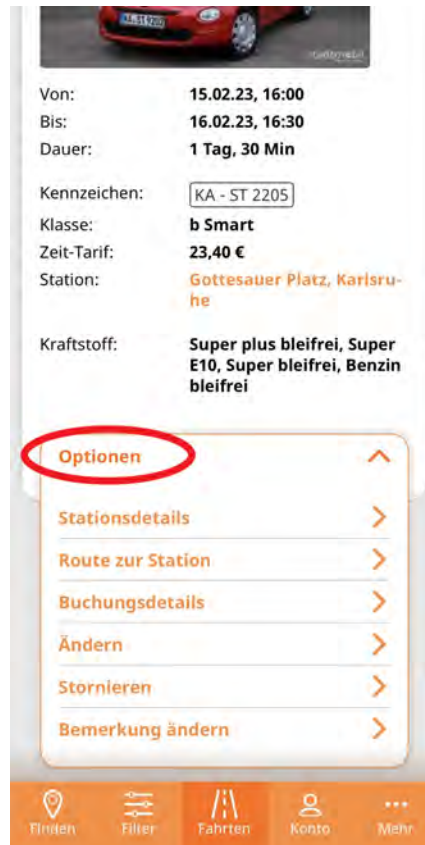 Von: 15.02.23, 16:00
Bis: 16.02.23, 16:30
Dauer: 1 Tag, 30 Min
Kennzeichen: KA - ST 2205
Klasse: b Smart
Zeit-Tarif: 23,40 €
Station: Gottesauer Platz, Karlsru-
he
Kraftstoff: Super plus bleifrei, Super
E10, Super bleifrei, Benzin
bleifrei
Optionen
Stationsdetails
Route zur Station
Buchungsdetails
Ändern
Stornieren
Bemerkung ändern
Finden Filter Fahrten Konto Mehr